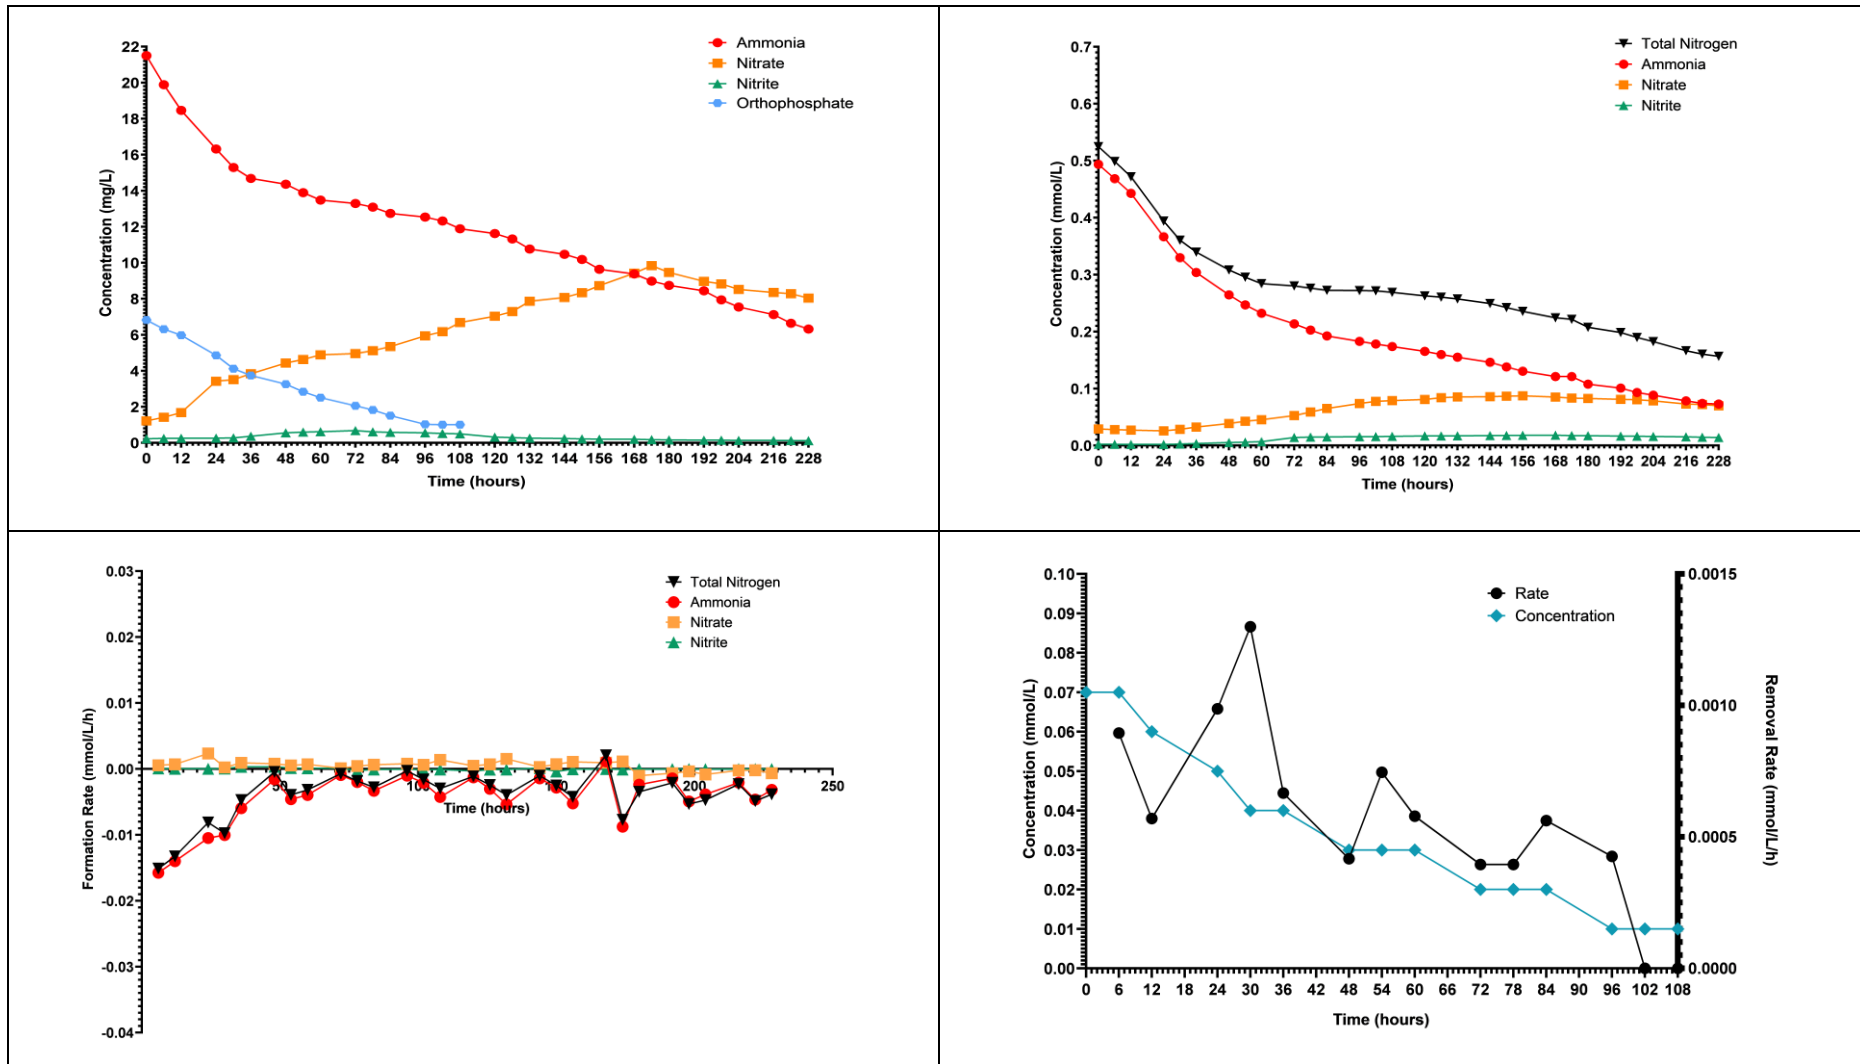 Ammonia
Nitrate
Nitrite
Orthophosphate
22
20
18
16
14
12
10
8
6
4
2
0
Concentration (mg/L)
0 12 24 36 48 60 72 84 96 108 120 132 144 156 168 180 192 204 216 228
Time (hours)
Total Nitrogen
Ammonia
Nitrate
Nitrite
0.7
0.6
0.5
0.4
0.3
0.2
0.1
0.0
Concentration (mmol/L)
0 12 24 36 48 60 72 84 96 108 120 132 144 156 168 180 192 204 216 228
Time (hours)
Total Nitrogen
Ammonia
Nitrate
Nitrite
0.03
0.02
0.01
0.00
-0.01
-0.02
-0.03
-0.04
Formation Rate (mmol/L/h)
50 100 150 200 250
Time (hours)
Rate
Concentration
0.10
0.09
0.08
0.07
0.06
0.05
0.04
0.03
0.02
0.01
0.00
Concentration (mmol/L)
0.0015
0.0010
0.0005
0.0000
Removal Rate (mmol/L/h)
0 6 12 18 24 30 36 42 48 54 60 66 72 78 84 90 96 102 108
Time (hours)